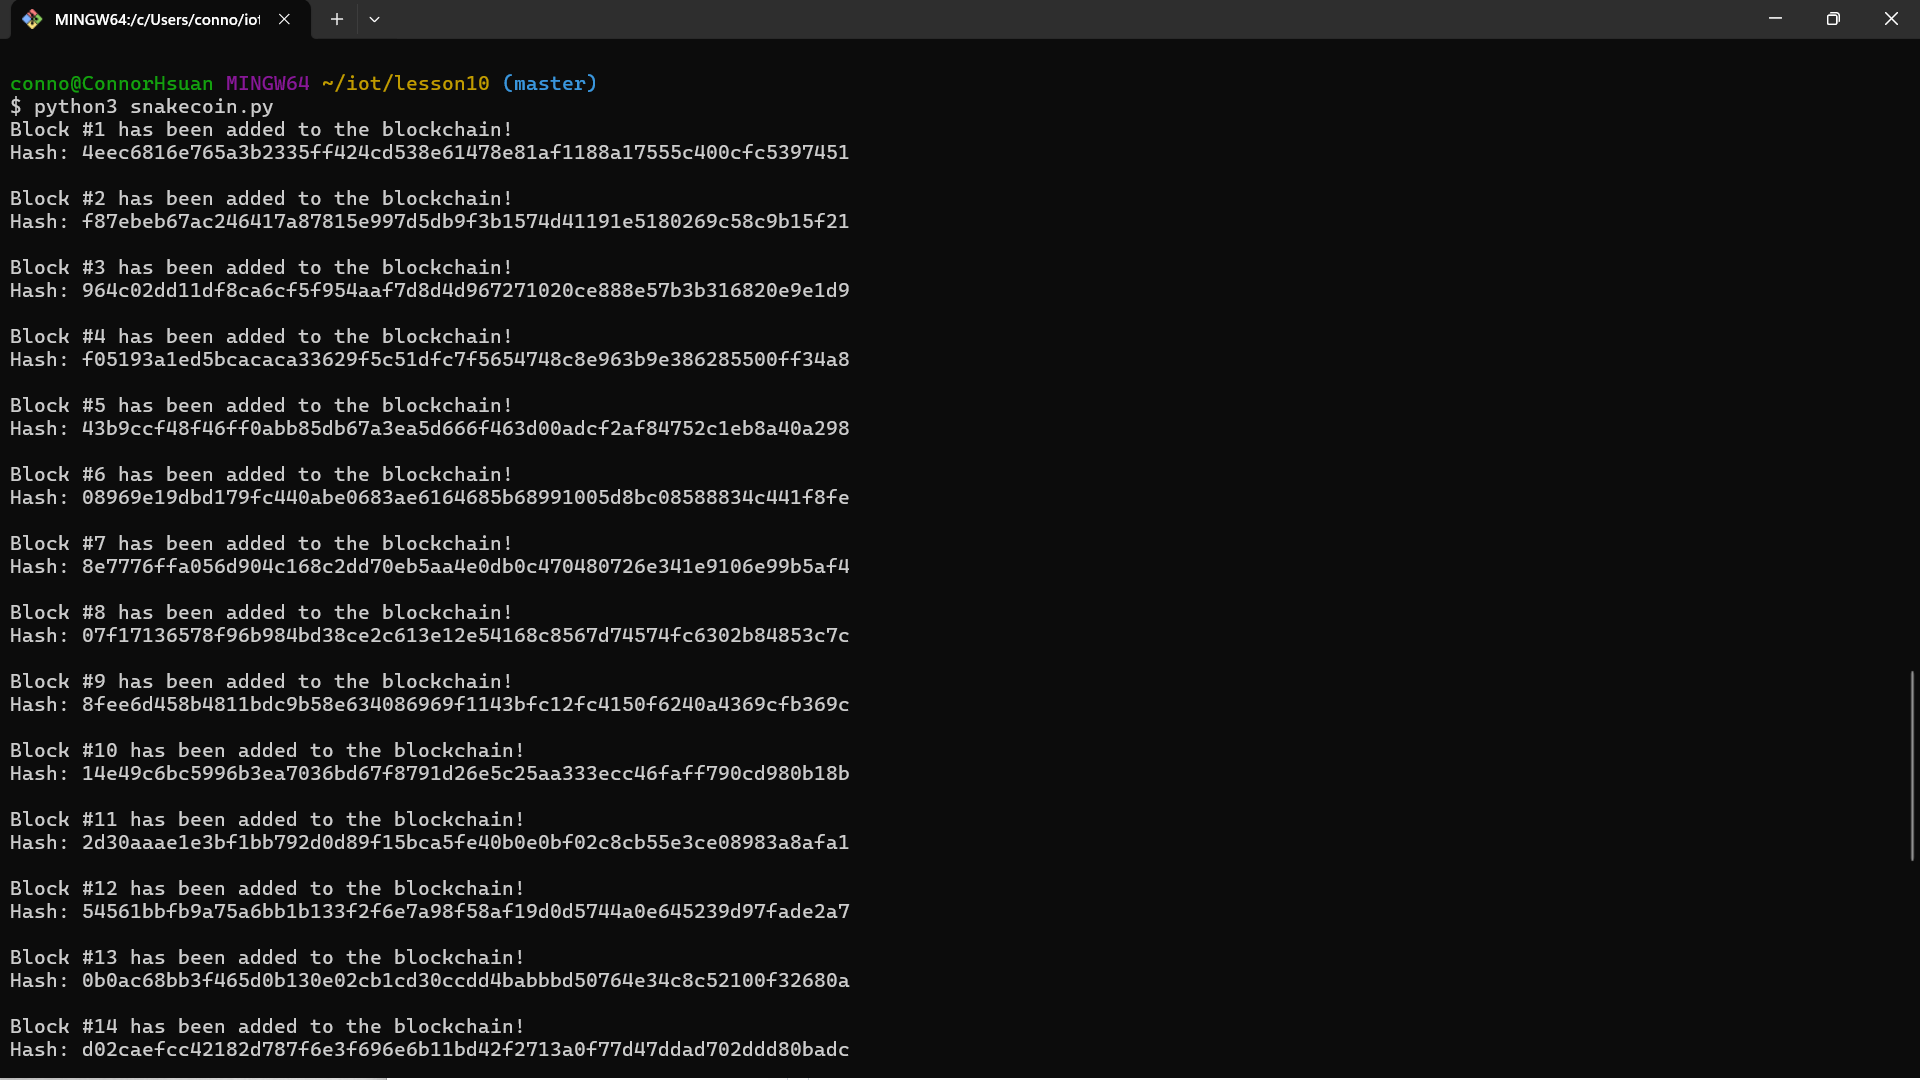 MINGW64:/c/Users/conno/iot
conno@ConnorHsuan MINGW64 ~/iot/lesson10 (master)
$ python3 snakecoin.py
Block #1 has been added to the blockchain!
Hash: 4eec6816e765a3b2335ff424cd538e61478e81af1188a17555c400cfc5397451
Block #2 has been added to the blockchain!
Hash: f87ebeb67ac246417a87815e997d5db9f3b1574d41191e5180269c58c9b15f21
Block #3 has been added to the blockchain!
Hash: 964c02dd11df8ca6cf5f954aaf7d8d4d967271020ce888e57b3b316820e9e1d9
Block #4 has been added to the blockchain!
Hash: f05193a1ed5bcacaca33629f5c51dfc7f5654748c8e963b9e386285500ff34a8
Block #5 has been added to the blockchain!
Hash: 43b9ccf48f46ff0abb85db67a3ea5d666f463d00adcf2af84752c1eb8a40a298
Block #6 has been added to the blockchain!
Hash: 08969e19dbd179fc440abe0683ae6164685b68991005d8bc08588834c441f8fe
Block #7 has been added to the blockchain!
Hash: 8e7776ffa056d904c168c2dd70eb5aa4e0db0c470480726e341e9106e99b5af4
Block #8 has been added to the blockchain!
Hash: 07f17136578f96b984bd38ce2c613e12e54168c8567d74574fc6302b84853c7c
Block #9 has been added to the blockchain!
Hash: 8fee6d458b4811bdc9b58e634086969f1143bfc12fc4150f6240a4369cfb369c
Block #10 has been added to the blockchain!
Hash: 14e49c6bc5996b3ea7036bd67f8791d26e5c25aa333ecc46faff790cd980b18b
Block #11 has been added to the blockchain!
Hash: 2d30aaae1e3bf1bb792d0d89f15bca5fe40b0e0bf02c8cb55e3ce08983a8afa1
Block #12 has been added to the blockchain!
Hash: 54561bbfb9a75a6bb1b133f2f6e7a98f58af19d0d5744a0e645239d97fade2a7
Block #13 has been added to the blockchain!
Hash: 0b0ac68bb3f465d0b130e02cb1cd30ccdd4babbbd50764e34c8c52100f32680a
Block #14 has been added to the blockchain!
Hash: d02caefcc42182d787f6e3f696e6b11bd42f2713a0f77d47ddad702ddd80badc